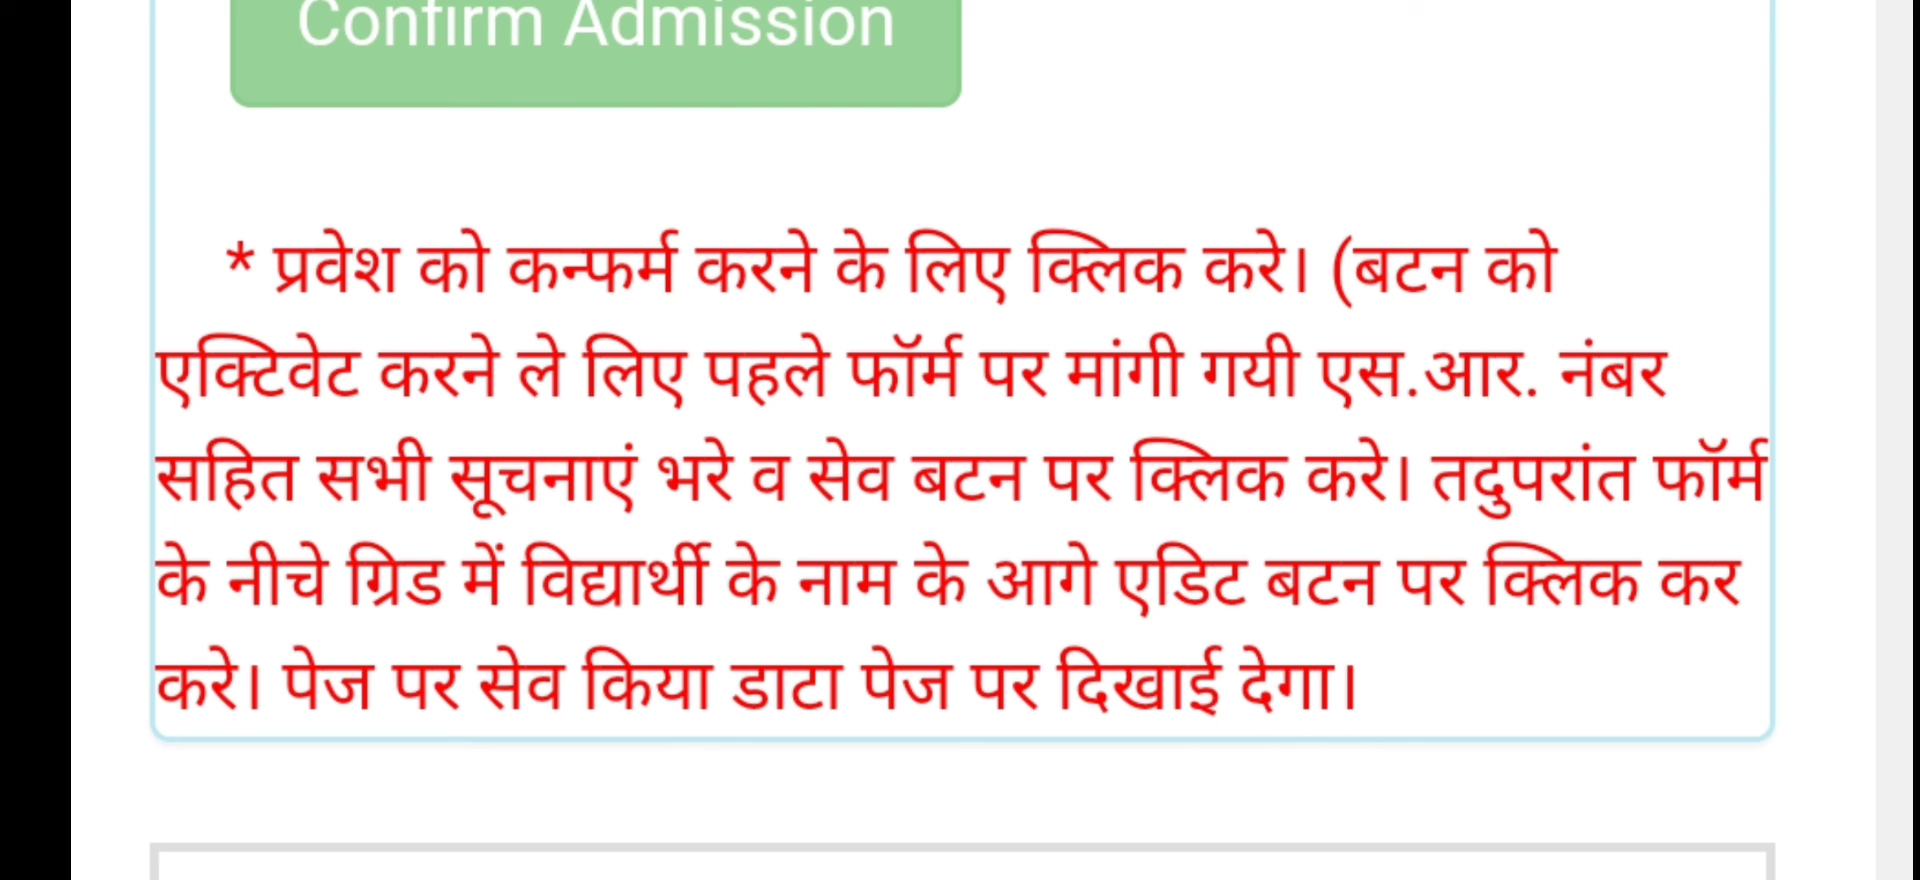 Confirm Admission
* प्रवेश को कन्फर्म करने के लिए क्लिक करे। (बटन को
एक्टिवेट करने ले लिए पहले फॉर्म पर मांगी गयी एस.आर. नंबर
सहित सभी सूचनाएं भरे व सेव बटन पर क्लिक करे। तदुपरांत फॉर्म
के नीचे ग्रिड में विद्यार्थी के नाम के आगे एडिट बटन पर क्लिक कर
करे। पेज पर सेव किया डाटा पेज पर दिखाई देगा।